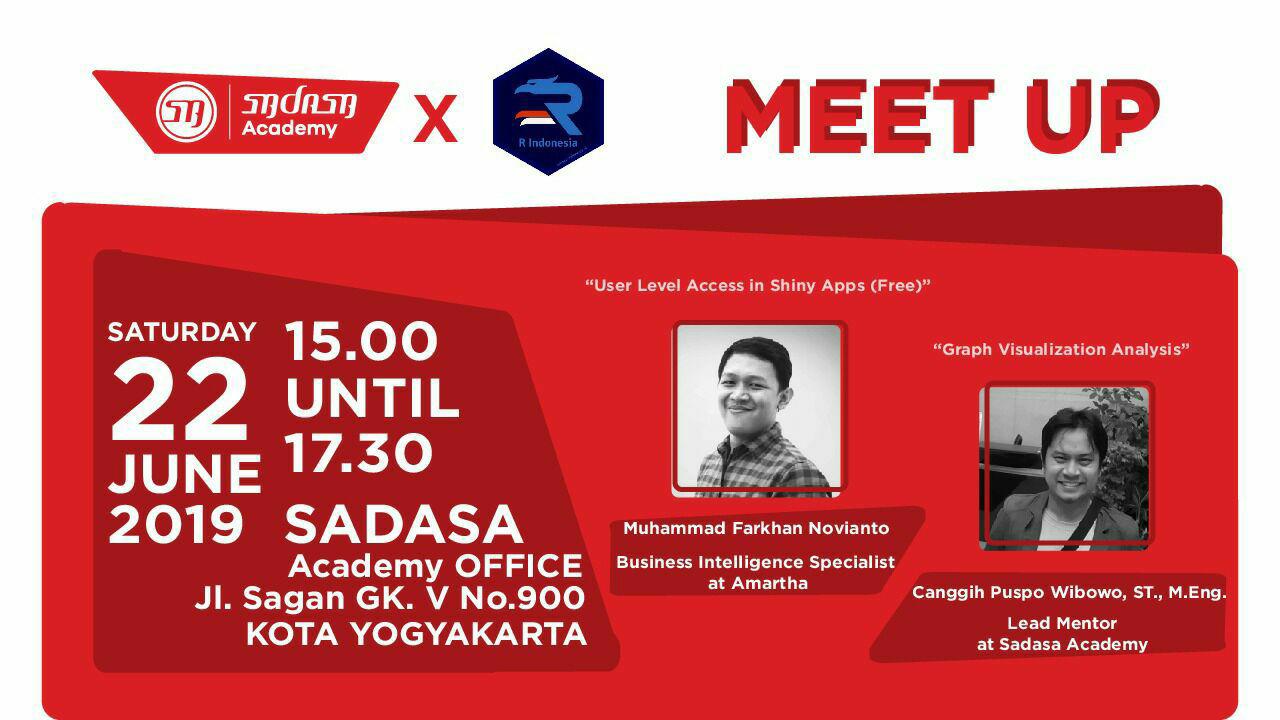 SADASA
Academy
X
R Indonesia
MEET UP
SATURDAY
22
JUNE
2019
15.00
UNTIL
17.30
SADASA
Academy OFFICE
Jl. Sagan GK. V No.900
KOTA YOGYAKARTA
“User Level Access in Shiny Apps (Free)”
Muhammad Farkhan Novianto
Business Intelligence Specialist
at Amartha
“Graph Visualization Analysis”
Canggih Puspo Wibowo, ST., M.Eng.
Lead Mentor
at Sadasa Academy